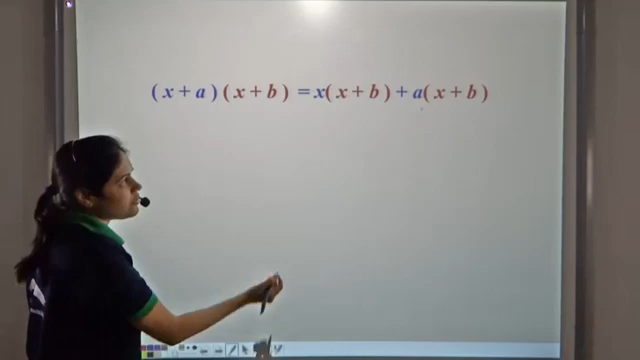 (x + a)(x + b) = x(x + b) + a(x + b)